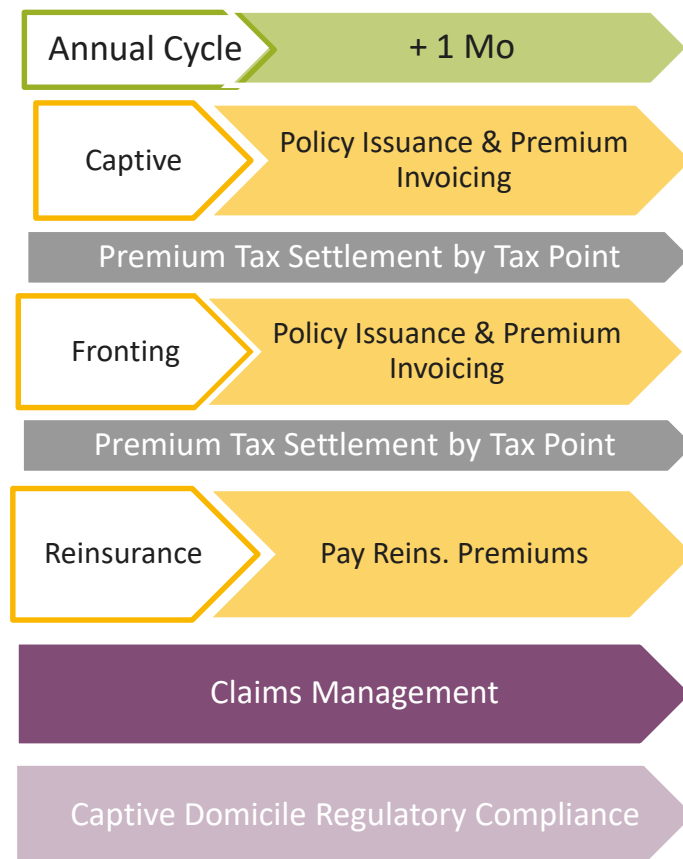 Annual Cycle
+ 1 Mo
Captive
Policy Issuance & Premium
Invoicing
Premium Tax Settlement by Tax Point
Fronting
Policy Issuance & Premium
Invoicing
Premium Tax Settlement by Tax Point
Reinsurance
Pay Reins. Premiums
Claims Management
Captive Domicile Regulatory Compliance